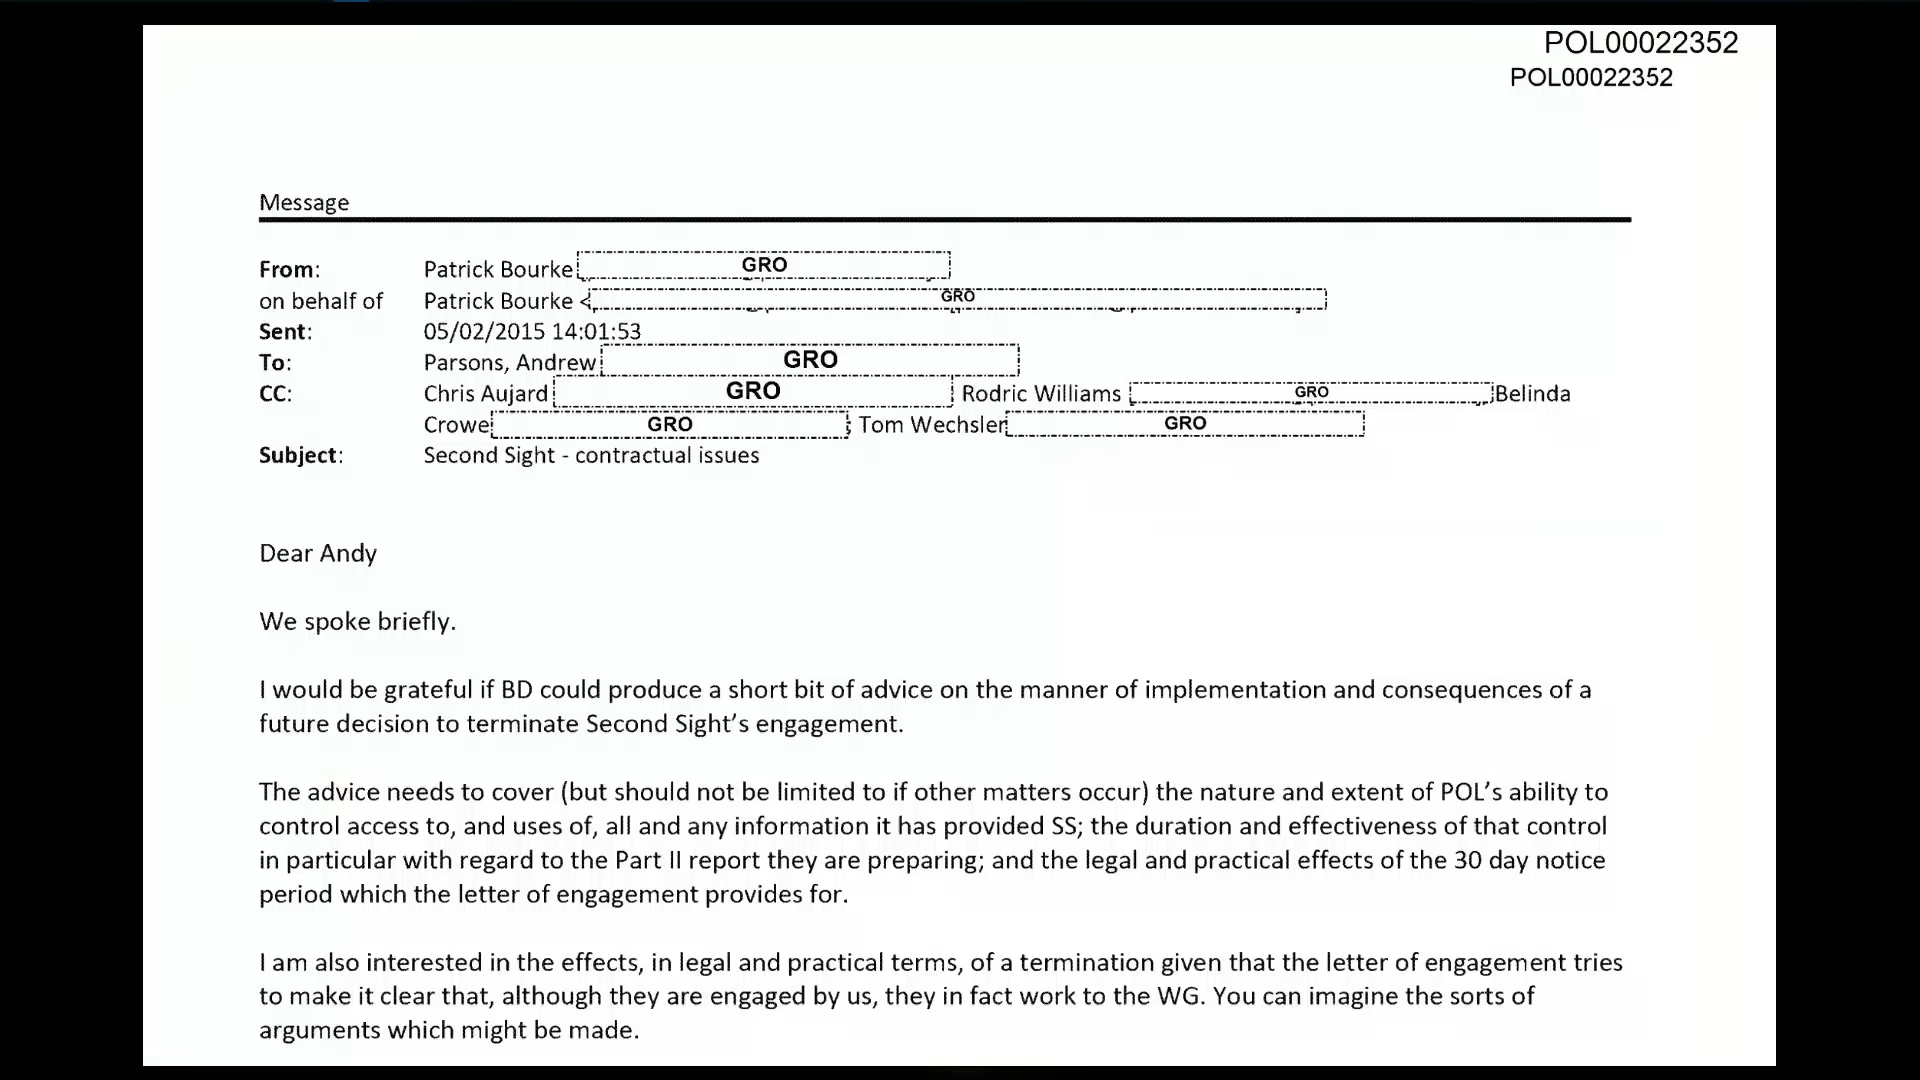 POL00022352
POL00022352
Message
From: Patrick Bourke GRO
on behalf of Patrick Bourke < GRO
Sent: 05/02/2015 14:01:53
To: Parsons, Andrew GRO
CC: Chris Aujard GRO Rodric Williams GRO Belinda
Crowe GRO ; Tom Wechsler GRO
Subject: Second Sight - contractual issues
Dear Andy
We spoke briefly.
I would be grateful if BD could produce a short bit of advice on the manner of implementation and consequences of a
future decision to terminate Second Sight’s engagement.
The advice needs to cover (but should not be limited to if other matters occur) the nature and extent of POL’s ability to
control access to, and uses of, all and any information it has provided SS; the duration and effectiveness of that control
in particular with regard to the Part II report they are preparing; and the legal and practical effects of the 30 day notice
period which the letter of engagement provides for.
I am also interested in the effects, in legal and practical terms, of a termination given that the letter of engagement tries
to make it clear that, although they are engaged by us, they in fact work to the WG. You can imagine the sorts of
arguments which might be made.